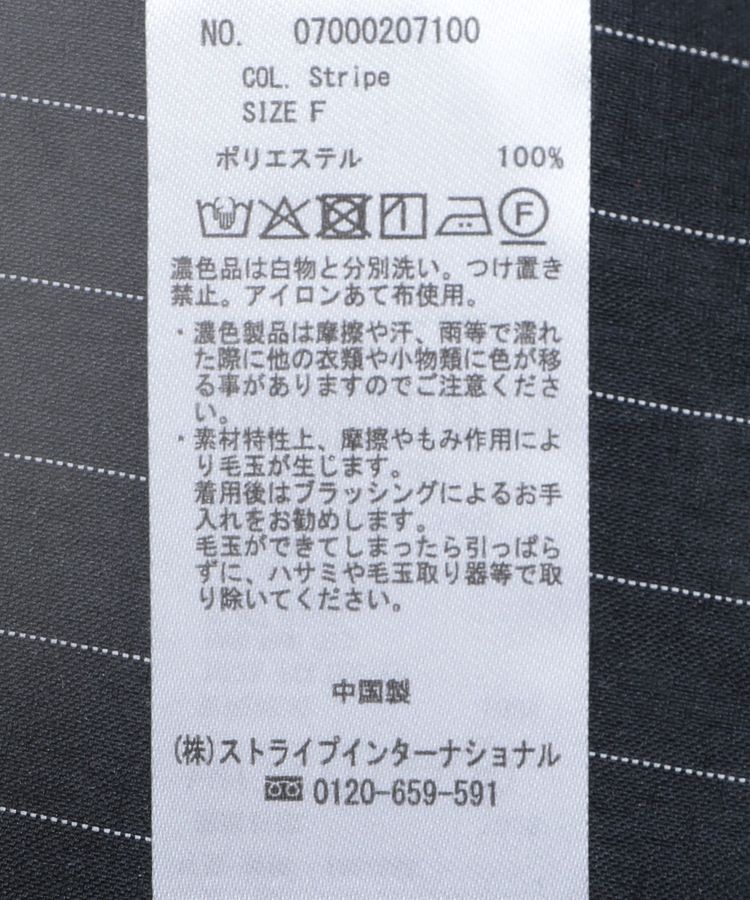 NO. 07000207100
COL. Stripe
SIZE F
ポリエステル 100%
F
濃色品は白物と分別洗い。つけ置き
禁止。アイロンあて布使用。
・濃色製品は摩擦や汗、雨等で濡れ
た際に他の衣類や小物類に色が移
る事がありますのでご注意くださ
い。
・素材特性上、摩擦やもみ作用によ
り毛玉が生じます。
着用後はブラッシングによるお手
入れをお勧めします。
毛玉ができてしまったら引っぱら
ずに、ハサミや毛玉取り器等で取
り除いてください。
中国製
(株)ストライプインターナショナル
0120-659-591